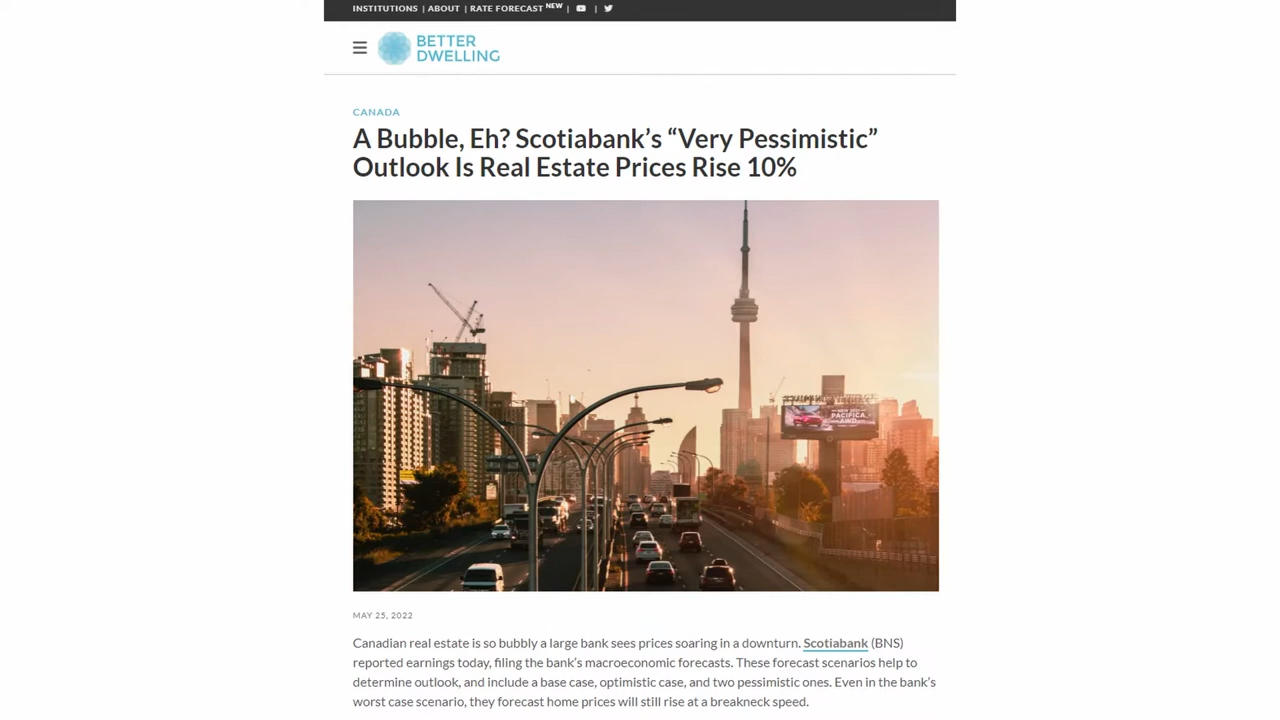 INSTITUTIONS | ABOUT | RATE FORECAST NEW | |
BETTER
DWELLING
CANADA
A Bubble, Eh? Scotiabank’s “Very Pessimistic”
Outlook Is Real Estate Prices Rise 10%
PACIFICA
AWD
MAY 25, 2022
Canadian real estate is so bubbly a large bank sees prices soaring in a downturn. Scotiabank (BNS)
reported earnings today, filing the bank’s macroeconomic forecasts. These forecast scenarios help to
determine outlook, and include a base case, optimistic case, and two pessimistic ones. Even in the bank’s
worst case scenario, they forecast home prices will still rise at a breakneck speed.